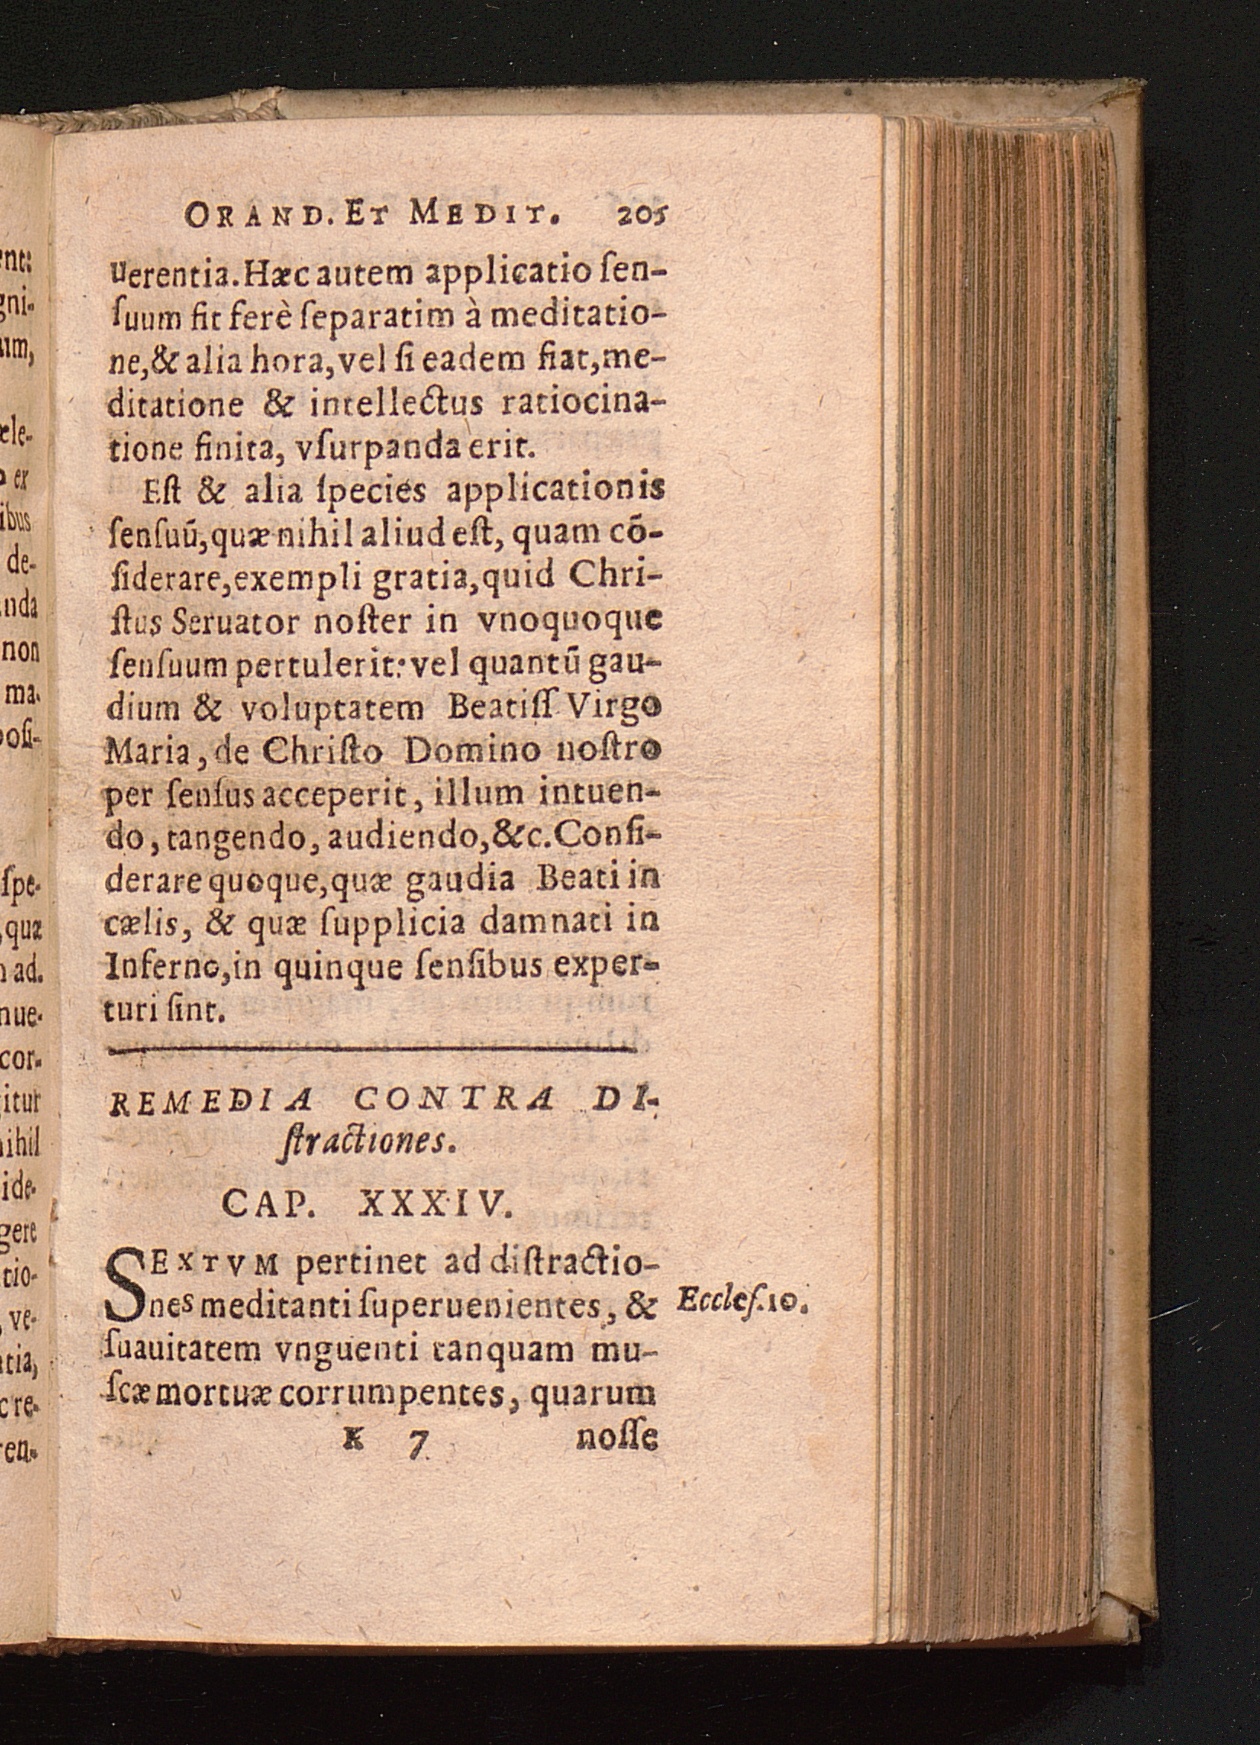 ORAND. ET MEDIT. 205
uerentia. Hæc autem applicatio ſen-
ſuum fit ferè ſeparatim à meditatio-
ne, & alia hora, vel ſi eadem fiat, me-
ditatione & intellectus ratiocina-
tione finita, vſurpanda erit.
Eſt & alia ſpecies applicationis
ſenſuū, quæ nihil aliud eſt, quam cō-
ſiderare, exempli gratia, quid Chri-
ſtus Seruator noſter in vnoquoque
ſenſuum pertulerit: vel quantū gau-
dium & voluptatem Beatiſſ Virgo
Maria, de Chriſto Domino noſtro
per ſenſus acceperit, illum intuen-
do, tangendo, audiendo, &c. Conſi-
derare quoque, quæ gaudia Beati in
cælis, & quæ ſupplicia damnati in
Inferno, in quinque ſenſibus exper-
turi ſint.
REMEDIA CONTRA DI-
ſtractiones.
CAP. XXXIV.
SEXTVM pertinet ad diſtractio-
nes meditanti ſuperuenientes, & Eccleſ. 10.
ſuauitatem vnguenti tanquam mu-
ſcæ mortuæ corrumpentes, quarum
K 7 noſſe